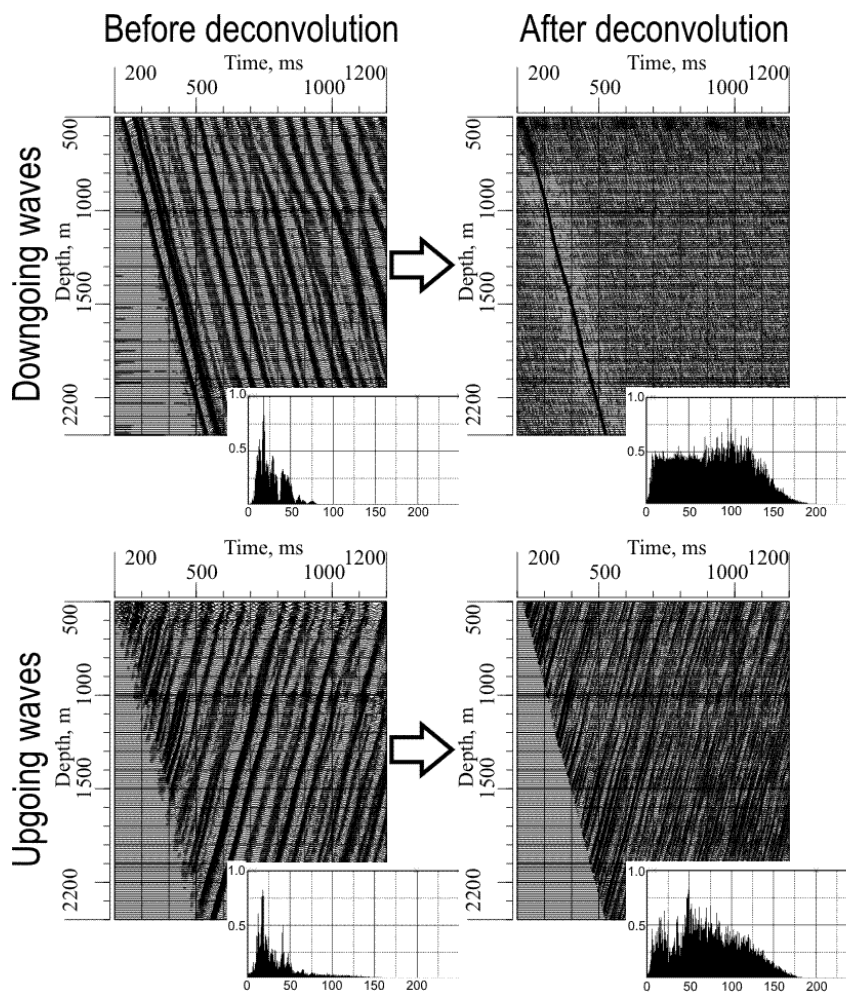 Before deconvolution
After deconvolution
Time, ms
200 500 1000 1200
Time, ms
200 500 1000 1200
Downgoing waves
Depth, m
500
1000
1500
2200
Depth, m
500
1000
1500
2200
1.0
0.5
0 50 100 150 200
1.0
0.5
0 50 100 150 200
Time, ms
200 500 1000 1200
Time, ms
200 500 1000 1200
Upgoing waves
Depth, m
500
1000
1500
2200
Depth, m
500
1000
1500
2200
1.0
0.5
0 50 100 150 200
1.0
0.5
0 50 100 150 200